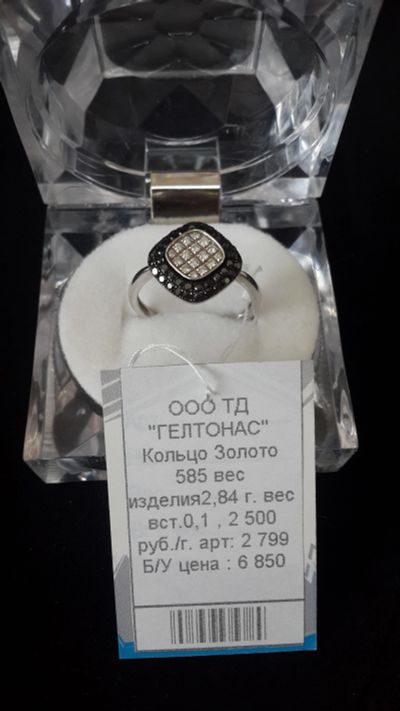 ООО ТД
"ГЕЛТОНАС"
Кольцо Золото
585 вес
изделия2,84 г. вес
вст.0,1 , 2 500
руб./г. арт: 2 799
Б/У цена : 6 850